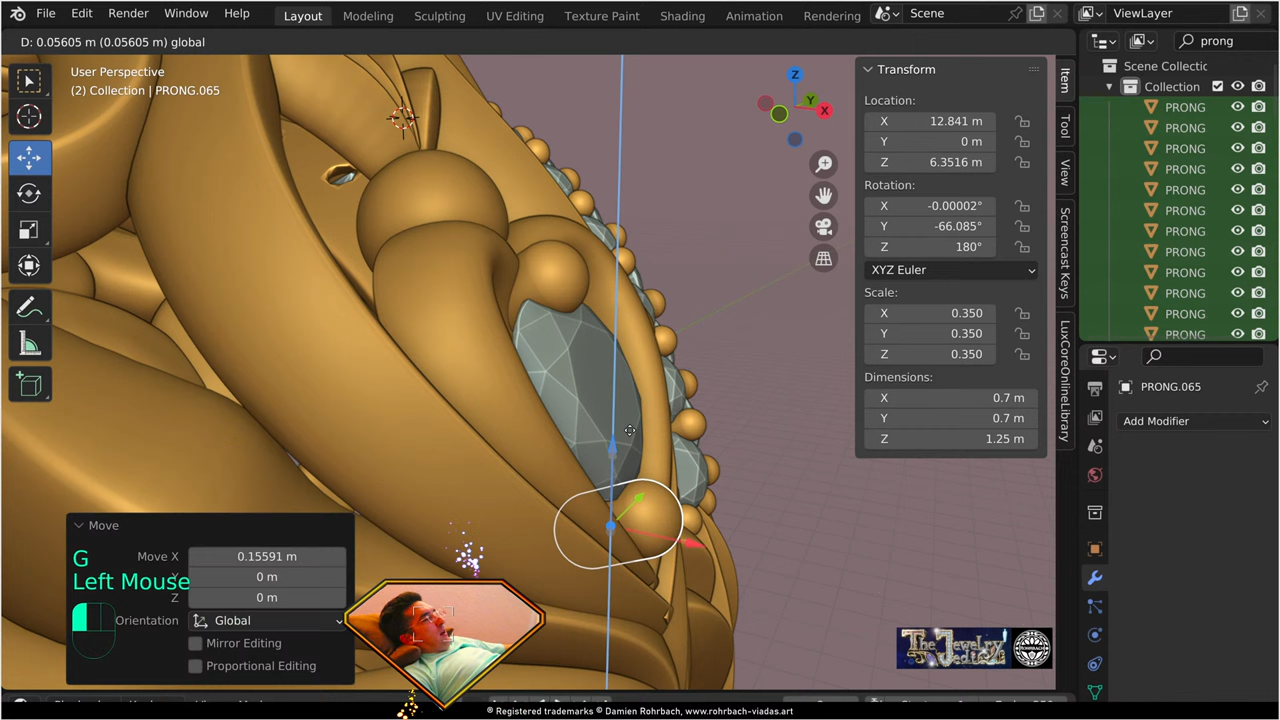 File Edit Render Window Help Layout Modeling Sculpting UV Editing Texture Paint Shading Animation Rendering Scene ViewLayer
D: 0.05605 m (0.05605 m) global
prong
User Perspective
(2) Collection | PRONG.065
Z
Y
X
Transform
Location:
X 12.841 m
Y 0 m
Z 6.3516 m
Rotation:
X -0.00002°
Y -66.085°
Z 180°
XYZ Euler
Scale:
X 0.350
Y 0.350
Z 0.350
Dimensions:
X 0.7 m
Y 0.7 m
Z 1.25 m
Item
Tool
View
Screencast Keys
LuxCoreOnlineLibrary
Scene Collectic
Collection
PRONG
PRONG
PRONG
PRONG
PRONG
PRONG
PRONG
PRONG
PRONG
PRONG
PRONG
PRONG
PRONG.065
Add Modifier
Move
G
Move X 0.15591 m
Left Mouse
0 m
Z 0 m
Orientation Global
Mirror Editing
Proportional Editing
The Jewelry
ROHRBACH
® Registered trademarks © Damien Rohrbach, www.rohrbach-viadas.art